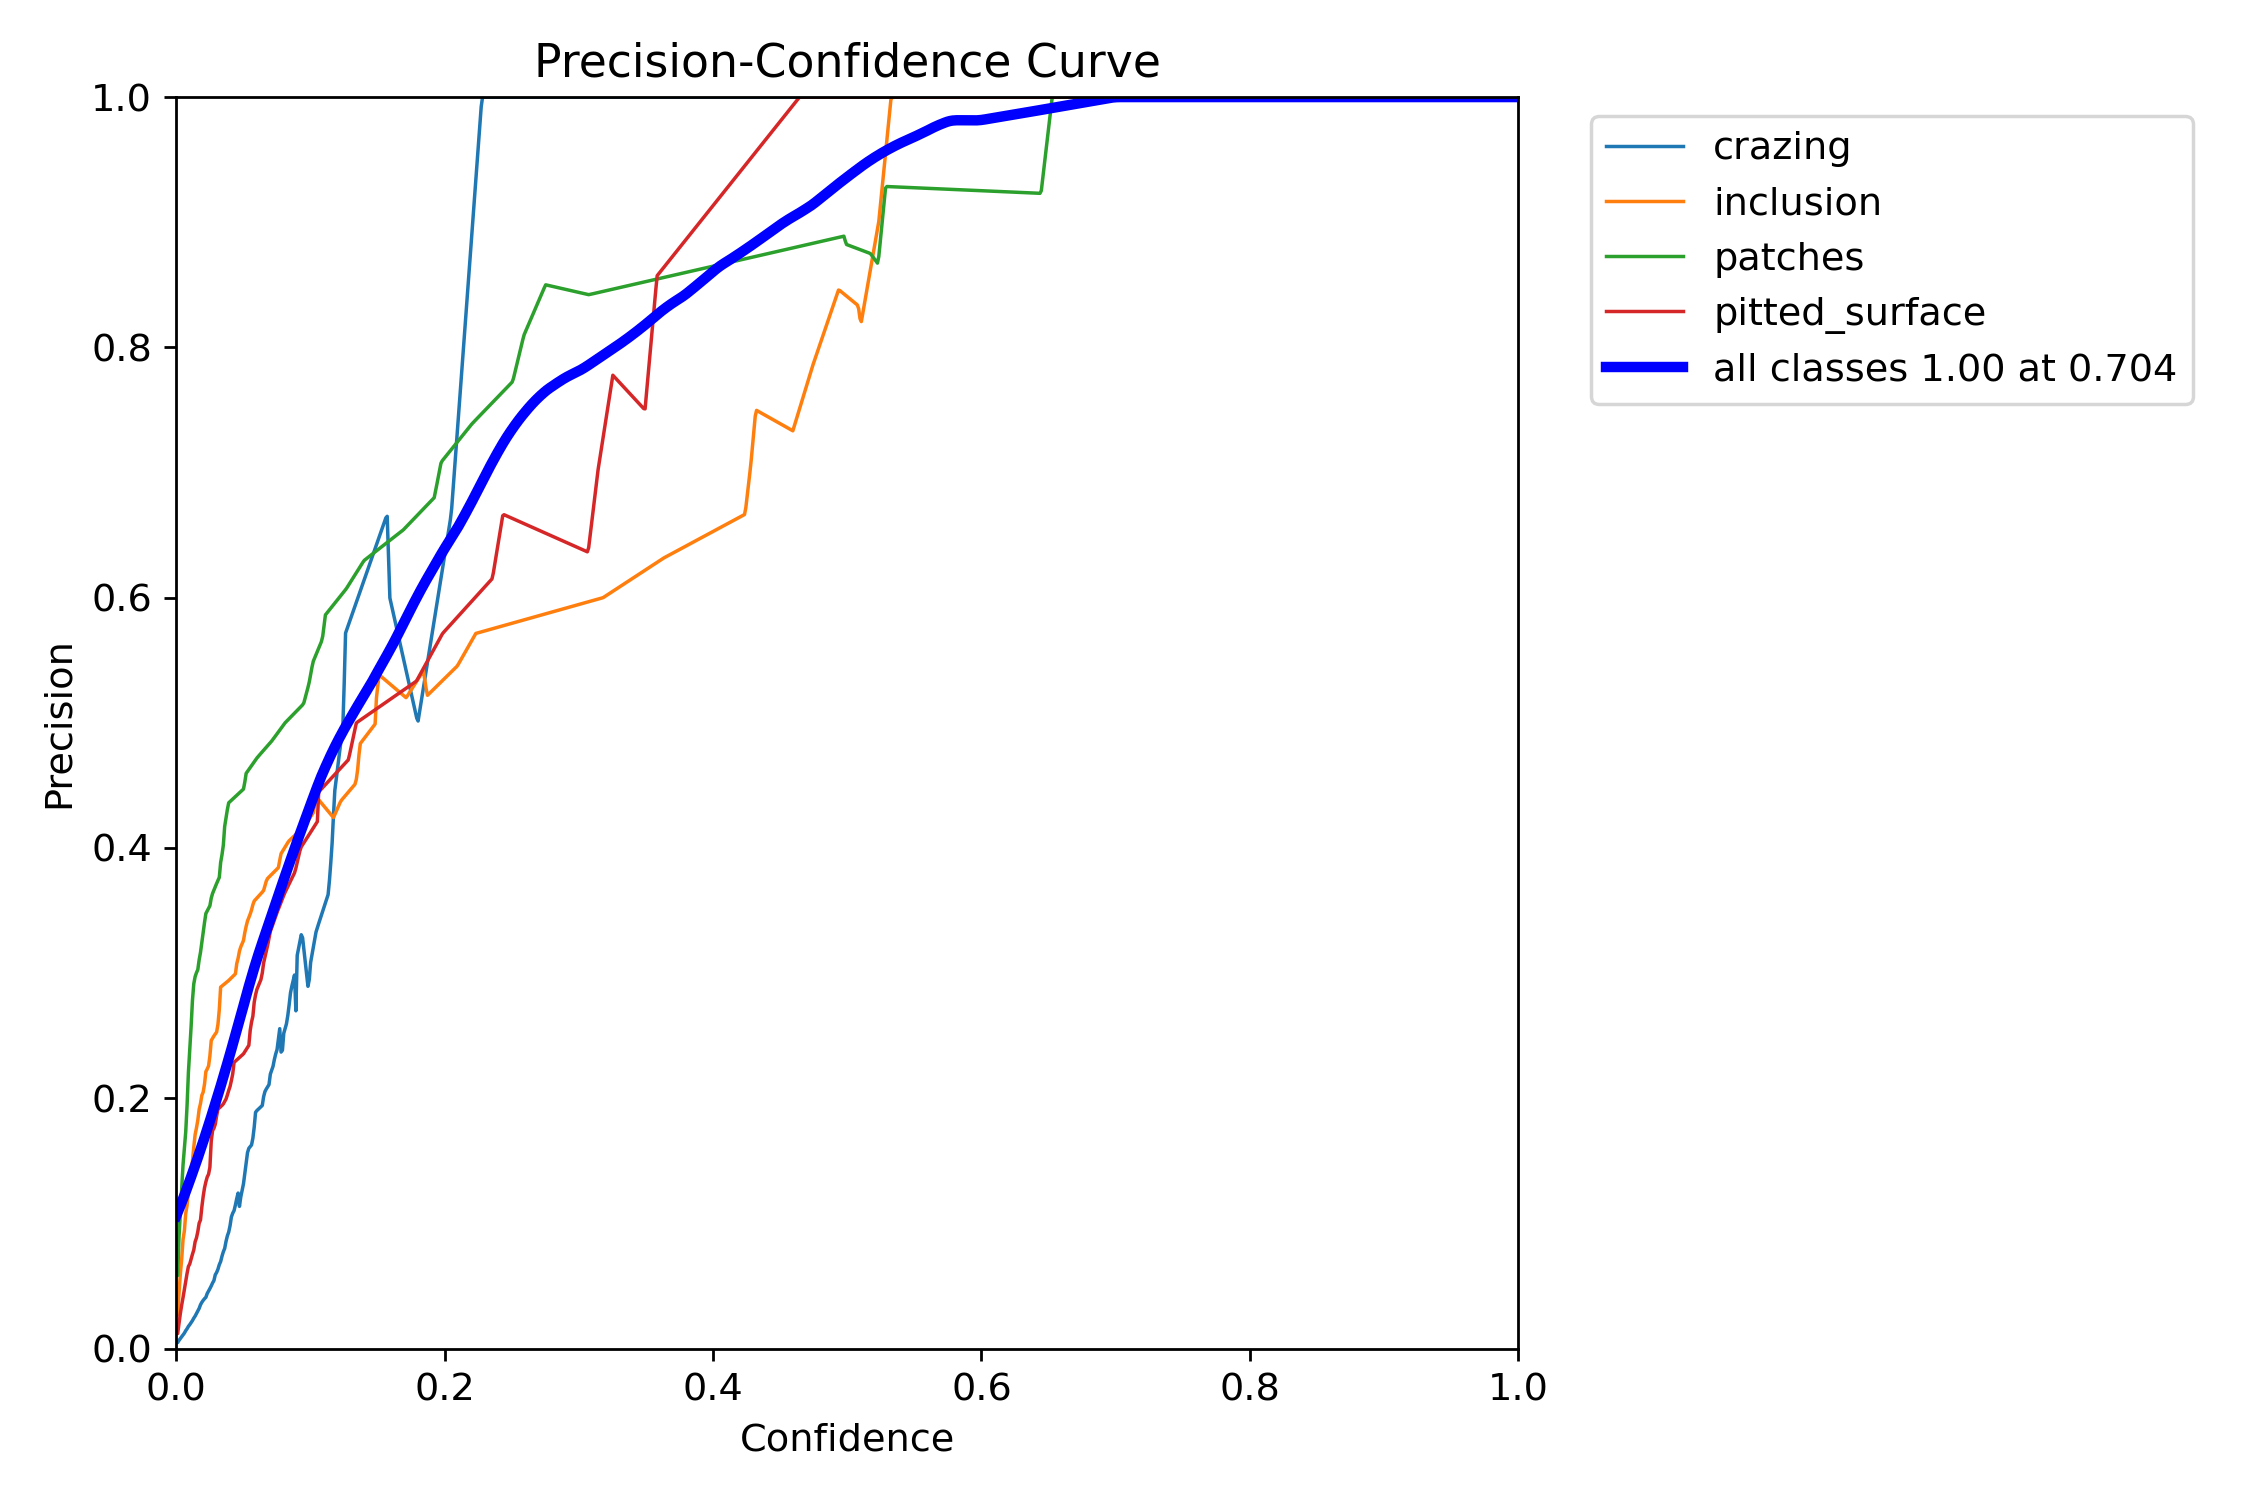 Precision-Confidence Curve
1.0
0.8
0.6
0.4
0.2
0.0
Precision
0.0 0.2 0.4 0.6 0.8 1.0
Confidence
crazing
inclusion
patches
pitted_surface
all classes 1.00 at 0.704